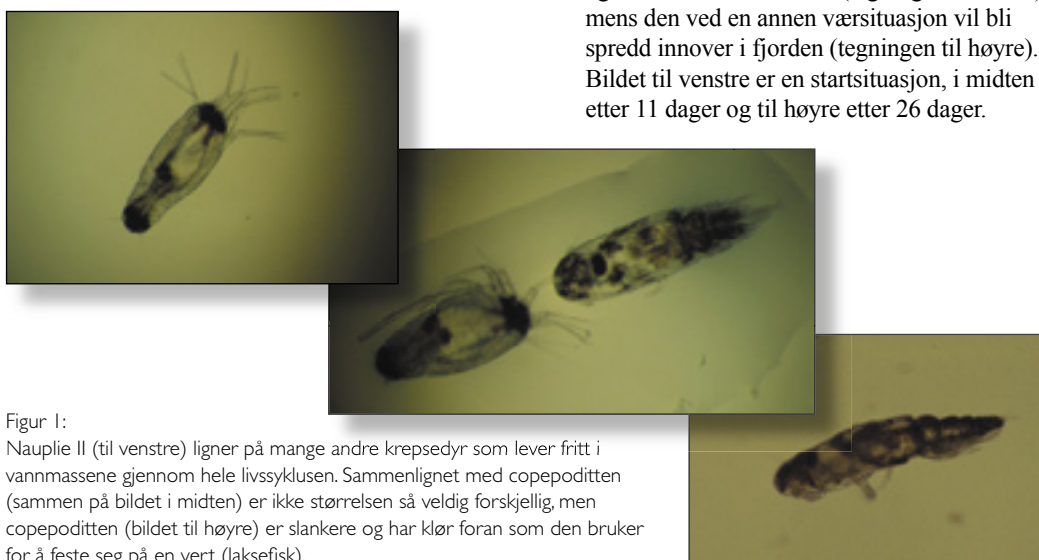 mens den ved en annen værsituasjon vil bli
spredd innover i fjorden (tegningen til høyre).
Bildet til venstre er en startsituasjon, i midten
etter 11 dager og til høyre etter 26 dager.
Figur 1:
Nauplie II (til venstre) ligner på mange andre krepsedyr som lever fritt i
vannmassene gjennom hele livssyklusen. Sammenlignet med copepoditten
(sammen på bildet i midten) er ikke størrelsen så veldig forskjellig, men
copepoditten (bildet til høyre) er slankere og har klør foran som den bruker
for å feste seg på en vert (laksefisk)